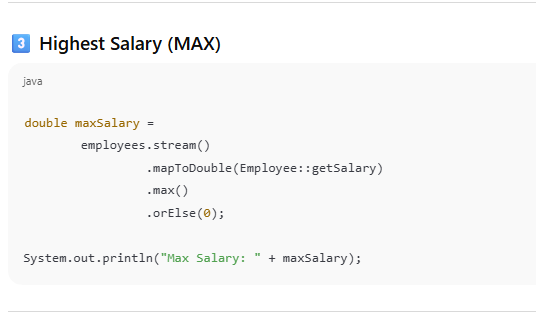 3 Highest Salary (MAX)
java
double maxSalary =
        employees.stream()
                 .mapToDouble(Employee::getSalary)
                 .max()
                 .orElse(0);
System.out.println("Max Salary: " + maxSalary);